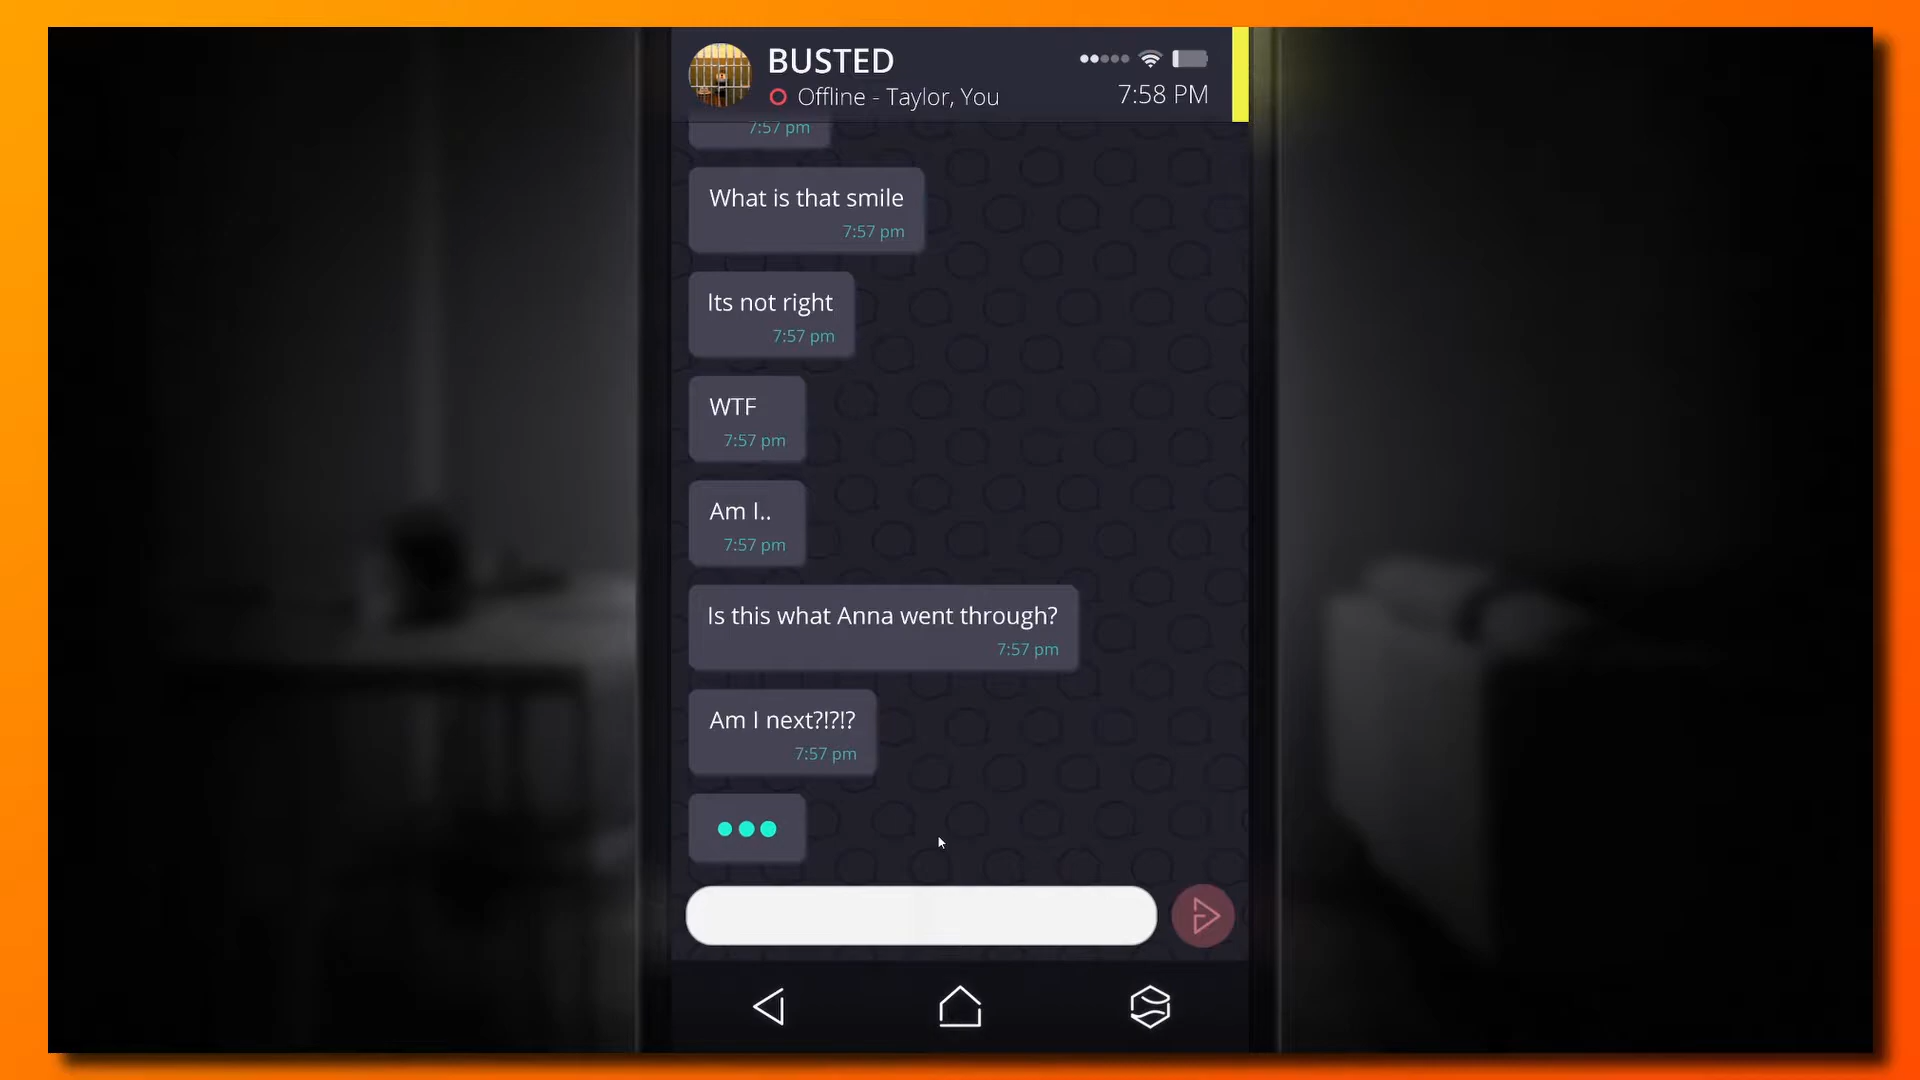 BUSTED
Offline - Taylor, You
7:58 PM
7:57 pm
What is that smile
7:57 pm
Its not right
7:57 pm
WTF
7:57 pm
Am I..
7:57 pm
Is this what Anna went through?
7:57 pm
Am I next?!?!?
7:57 pm